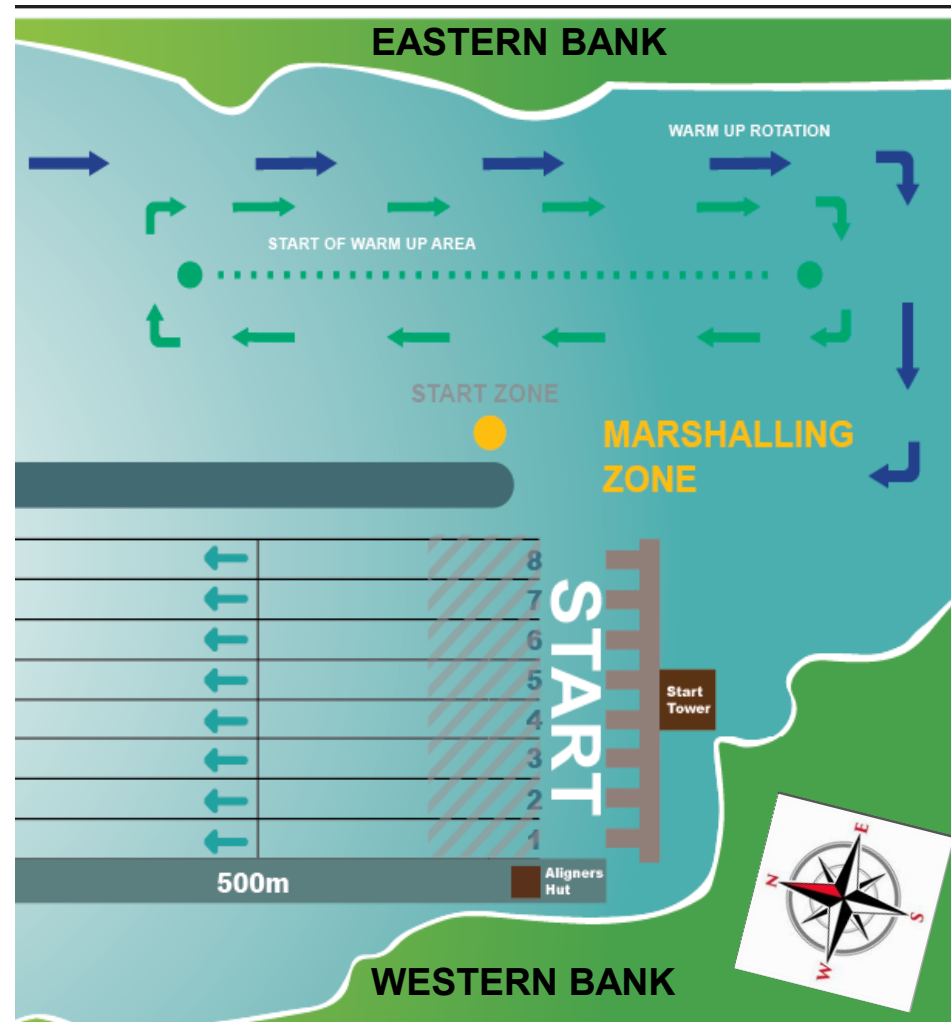 EASTERN BANK
WARM UP ROTATION
START OF WARM UP AREA
START ZONE
MARSHALLING
ZONE
8
7
6
5
4
3
2
1
START
Start
Tower
500m
Aligners
Hut
E
N
S
W
WESTERN BANK